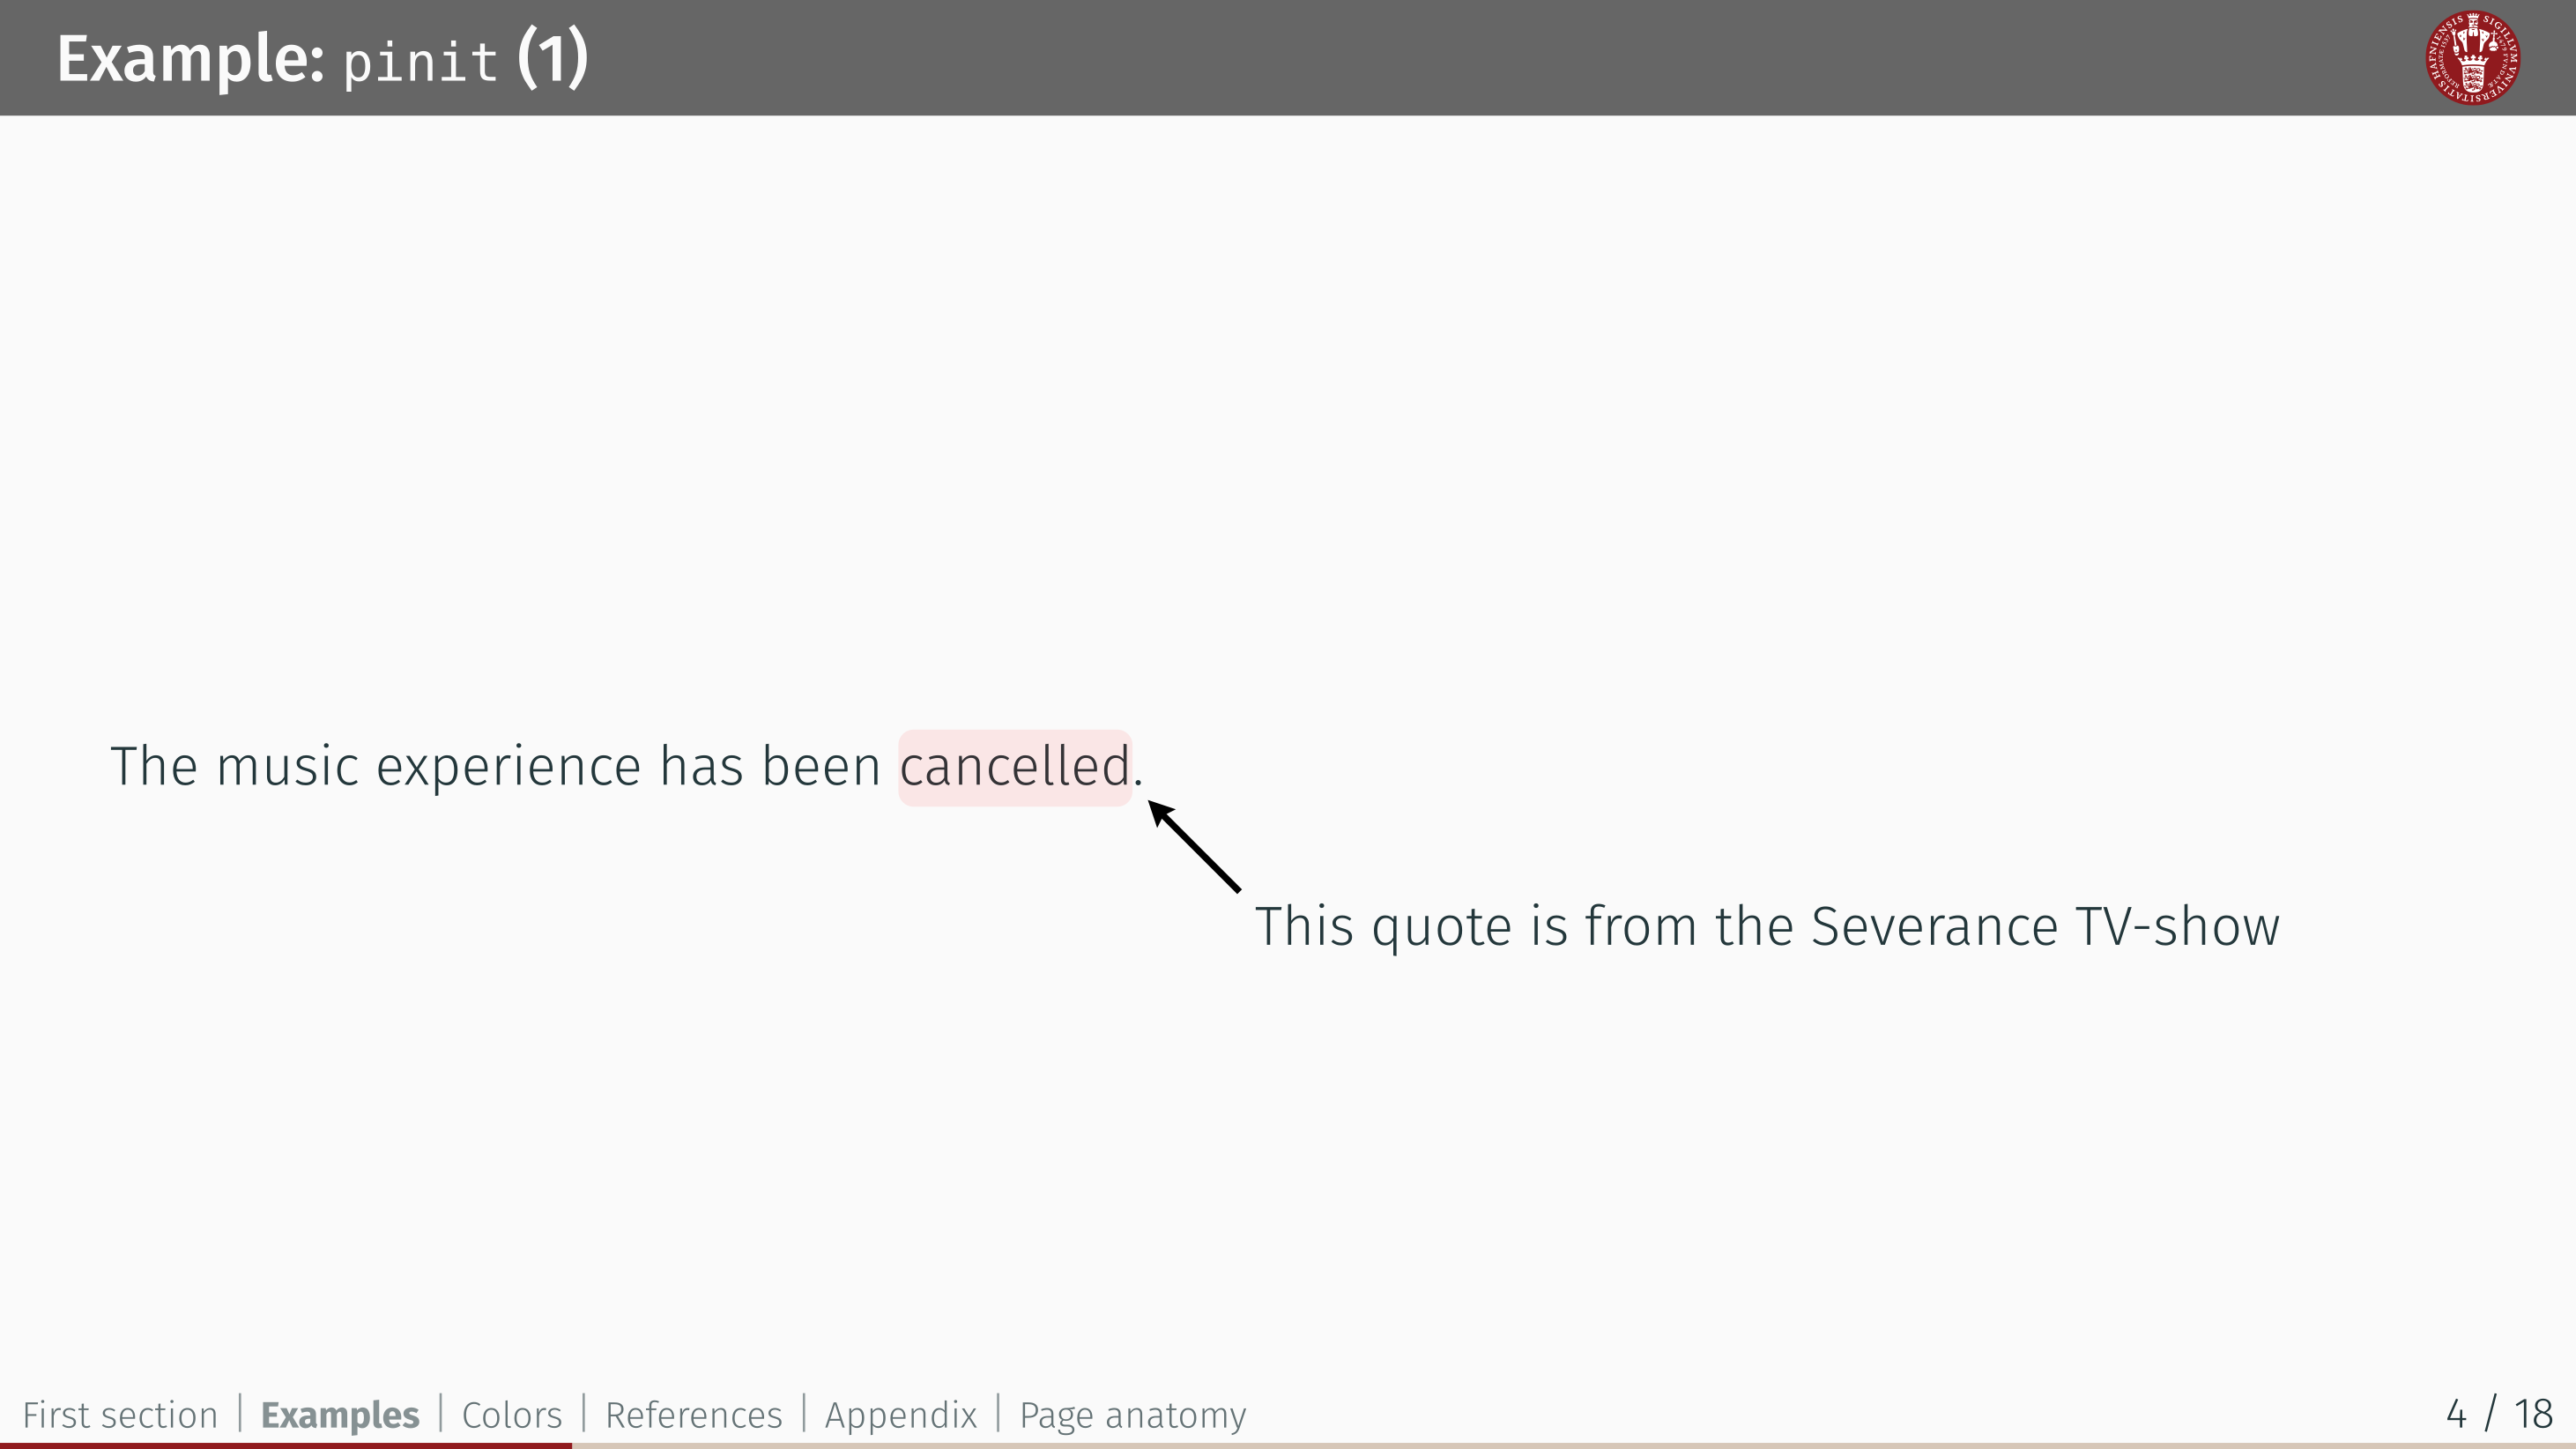 Example: pinit (1)
The music experience has been cancelled.
This quote is from the Severance TV-show
First section | Examples | Colors | References | Appendix | Page anatomy
4 / 18